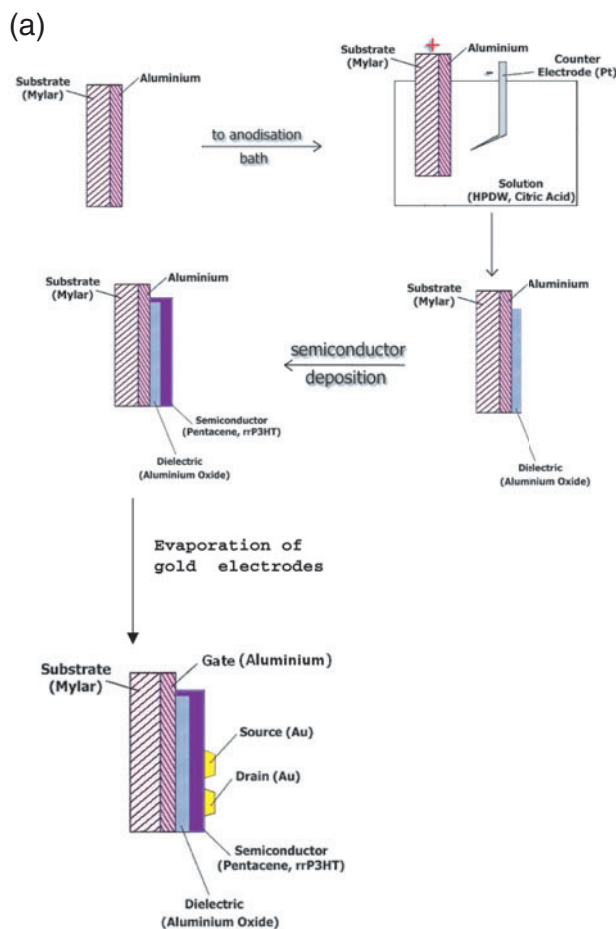 (a)
Substrate
(Mylar)
Aluminium
to anodisation
bath
Substrate
(Mylar)
+
Aluminium
-
Counter
Electrode (Pt)
Solution
(HPDW, Citric Acid)
Substrate
(Mylar)
Aluminium
Dielectric
(Aluminium Oxide)
semiconductor
deposition
Substrate
(Mylar)
Aluminium
Semiconductor
(Pentacene, rrP3HT)
Dielectric
(Aluminium Oxide)
Evaporation of
gold electrodes
Substrate
(Mylar)
Gate (Aluminium)
Source (Au)
Drain (Au)
Semiconductor
(Pentacene, rrP3HT)
Dielectric
(Aluminium Oxide)